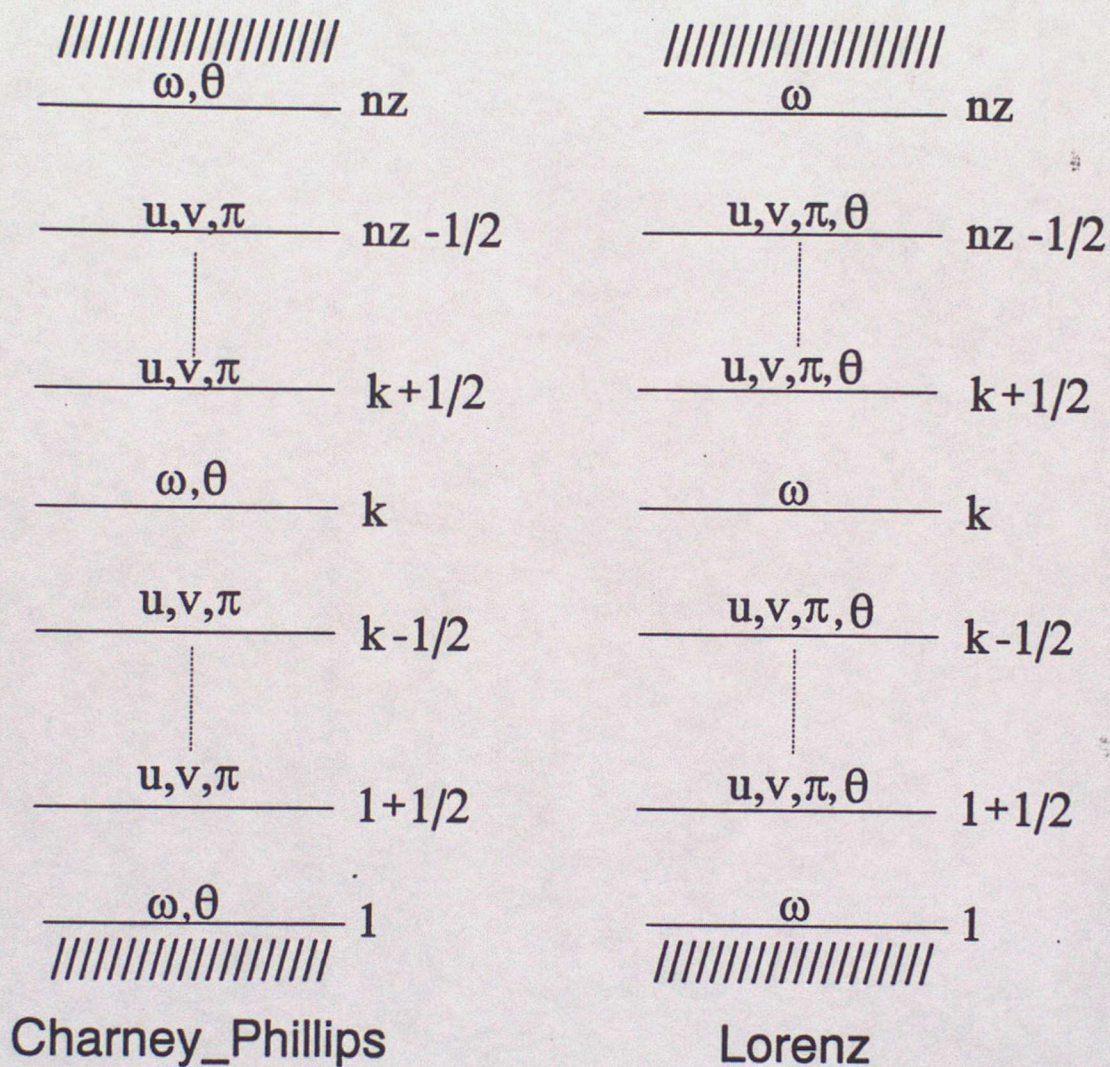 ω,θ nz
u,v,π nz -1/2
u,v,π k+1/2
ω,θ k
u,v,π k-1/2
u,v,π 1+1/2
ω,θ 1
Charney_Phillips
ω nz
u,v,π,θ nz -1/2
u,v,π,θ k+1/2
ω k
u,v,π,θ k-1/2
u,v,π,θ 1+1/2
ω 1
Lorenz